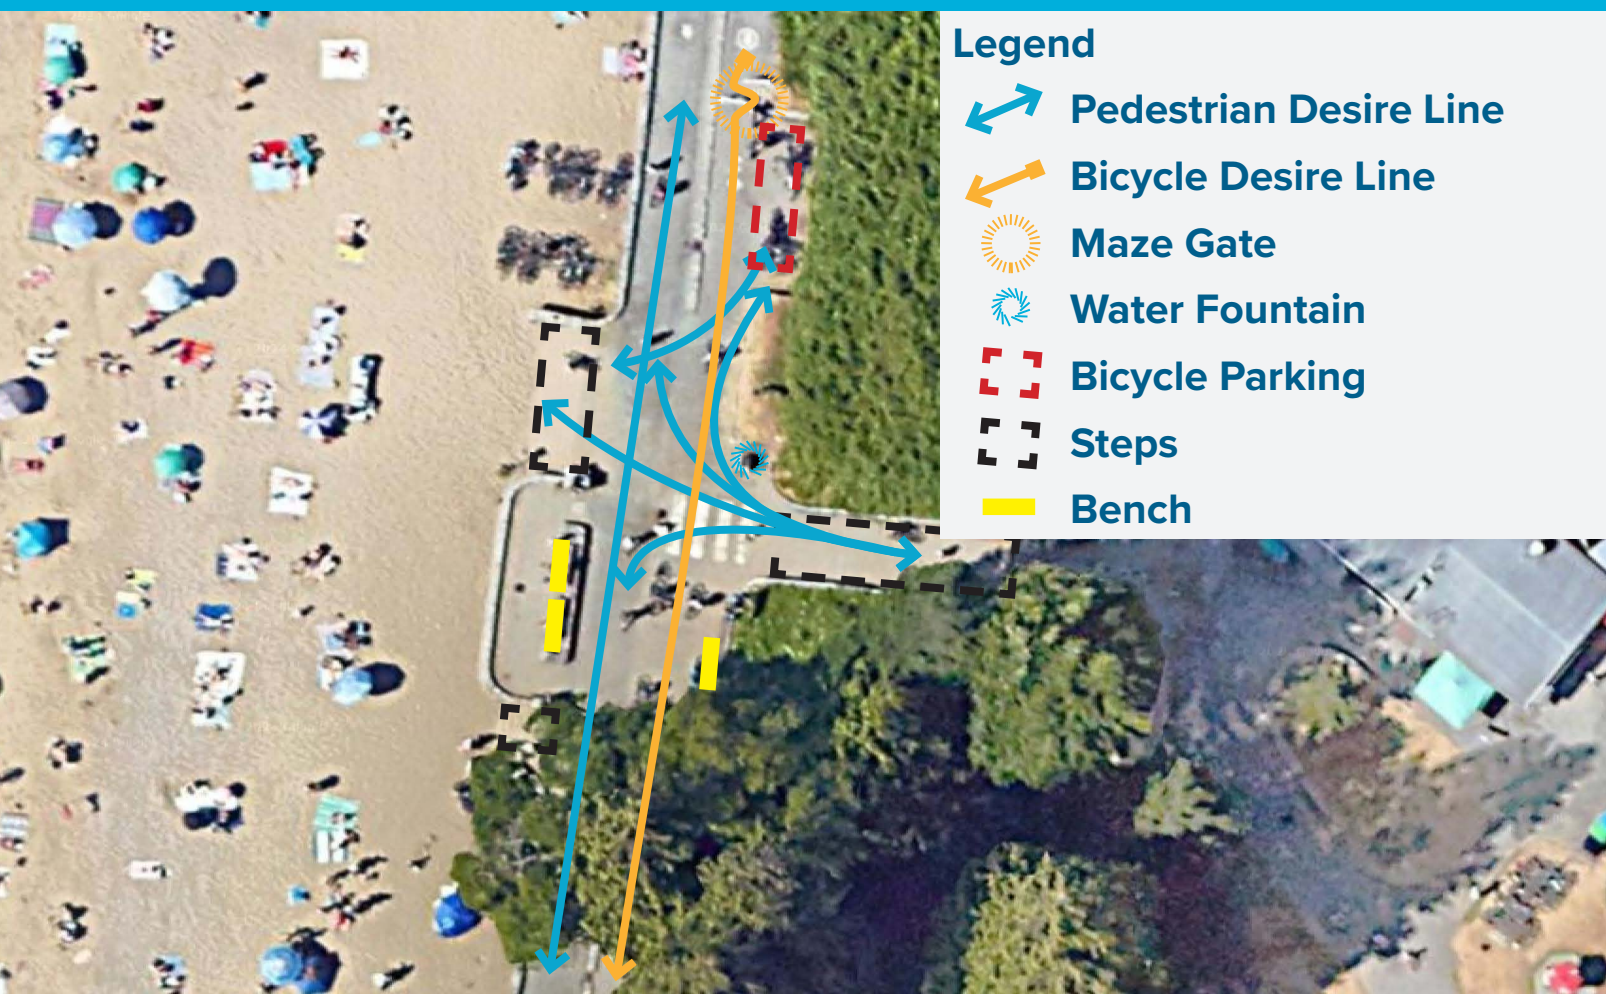 Legend
Pedestrian Desire Line
Bicycle Desire Line
Maze Gate
Water Fountain
Bicycle Parking
Steps
Bench